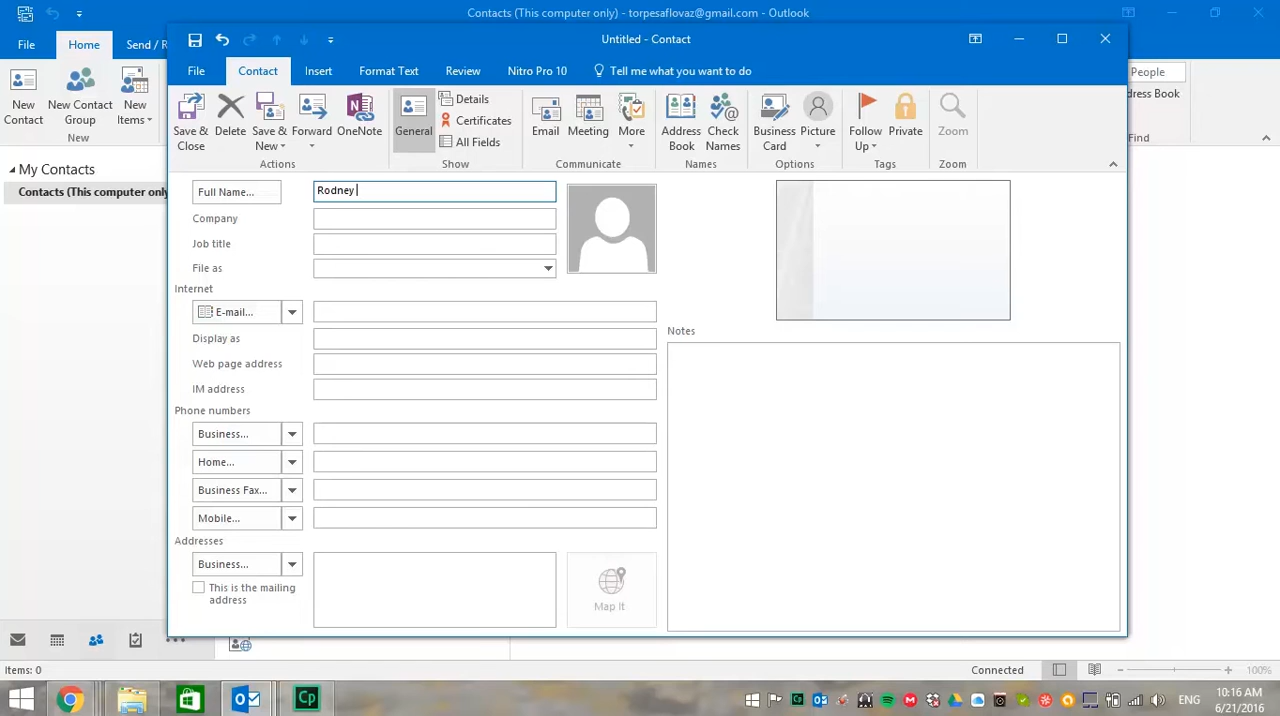 Contacts (This computer only) - torpesaflovaz@gmail.com - Outlook
File
Home
Send / R
People
New Contact
New Contact Group
New Items
New
dress Book
Find
My Contacts
Contacts (This computer only
Untitled - Contact
File
Contact
Insert
Format Text
Review
Nitro Pro 10
Tell me what you want to do
Save & Close
Delete
Save & New
Forward
OneNote
Actions
General
Details
Certificates
All Fields
Show
Email
Meeting
More
Communicate
Address Book
Check Names
Names
Business Card
Picture
Options
Follow Up
Private
Tags
Zoom
Zoom
Full Name...
Rodney
Company
Job title
File as
Internet
E-mail...
Display as
Web page address
IM address
Phone numbers
Business...
Home...
Business Fax...
Mobile...
Addresses
Business...
This is the mailing
address
Map It
Notes
Items: 0
Connected
100%
Cp
ENG
10:16 AM
6/21/2016